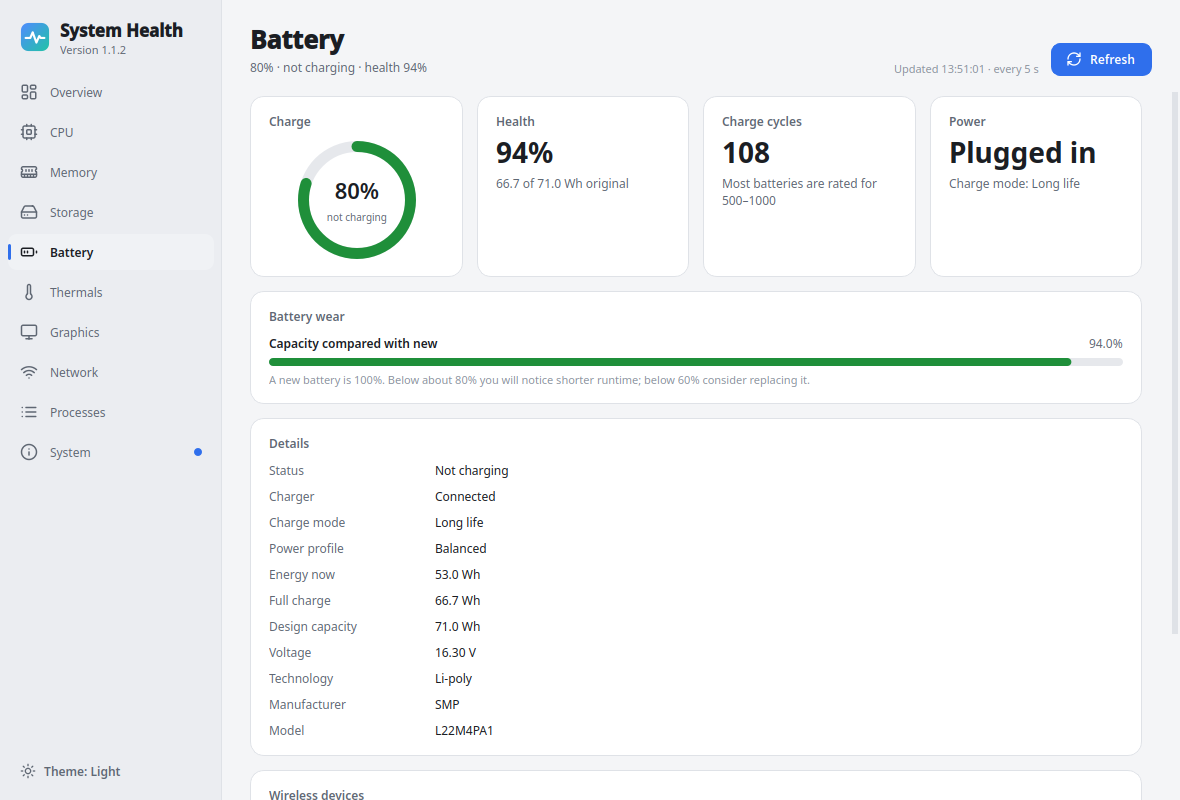 System Health
Version 1.1.2
Overview
CPU
Memory
Storage
Battery
Thermals
Graphics
Network
Processes
System
Theme: Light
Battery
80% · not charging · health 94%
Updated 13:51:01 · every 5 s
Refresh
Charge
80%
not charging
Health
94%
66.7 of 71.0 Wh original
Charge cycles
108
Most batteries are rated for
500–1000
Power
Plugged in
Charge mode: Long life
Battery wear
Capacity compared with new 94.0%
A new battery is 100%. Below about 80% you will notice shorter runtime; below 60% consider replacing it.
Details
Status Not charging
Charger Connected
Charge mode Long life
Power profile Balanced
Energy now 53.0 Wh
Full charge 66.7 Wh
Design capacity 71.0 Wh
Voltage 16.30 V
Technology Li-poly
Manufacturer SMP
Model L22M4PA1
Wireless devices